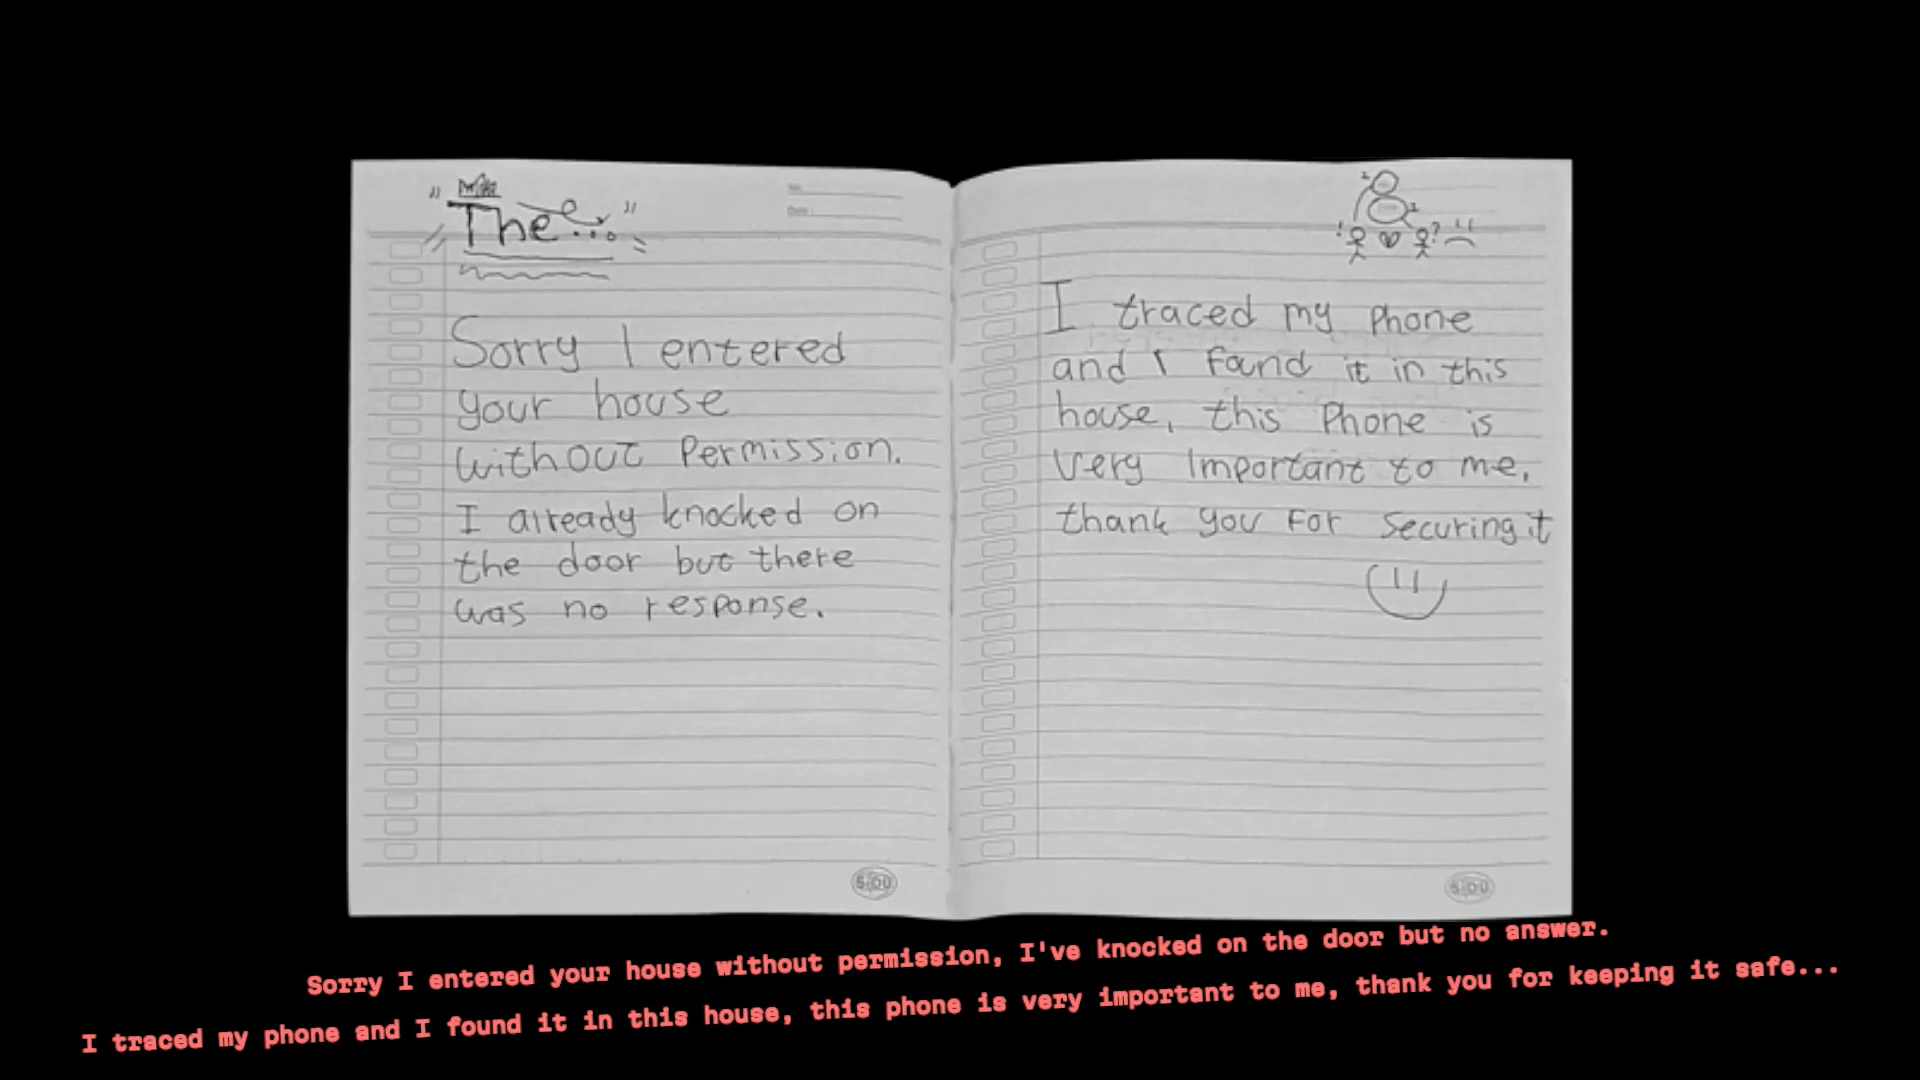 "The..."
Sorry I entered
your house
without Permission.
I already knocked on
the door but there
was no response.
I traced my Phone
and I Found it in this
house, this Phone is
very Important to me,
thank you For Securing it
Sorry I entered your house without permission, I've knocked on the door but no answer.
I traced my phone and I found it in this house, this phone is very important to me, thank you for keeping it safe...